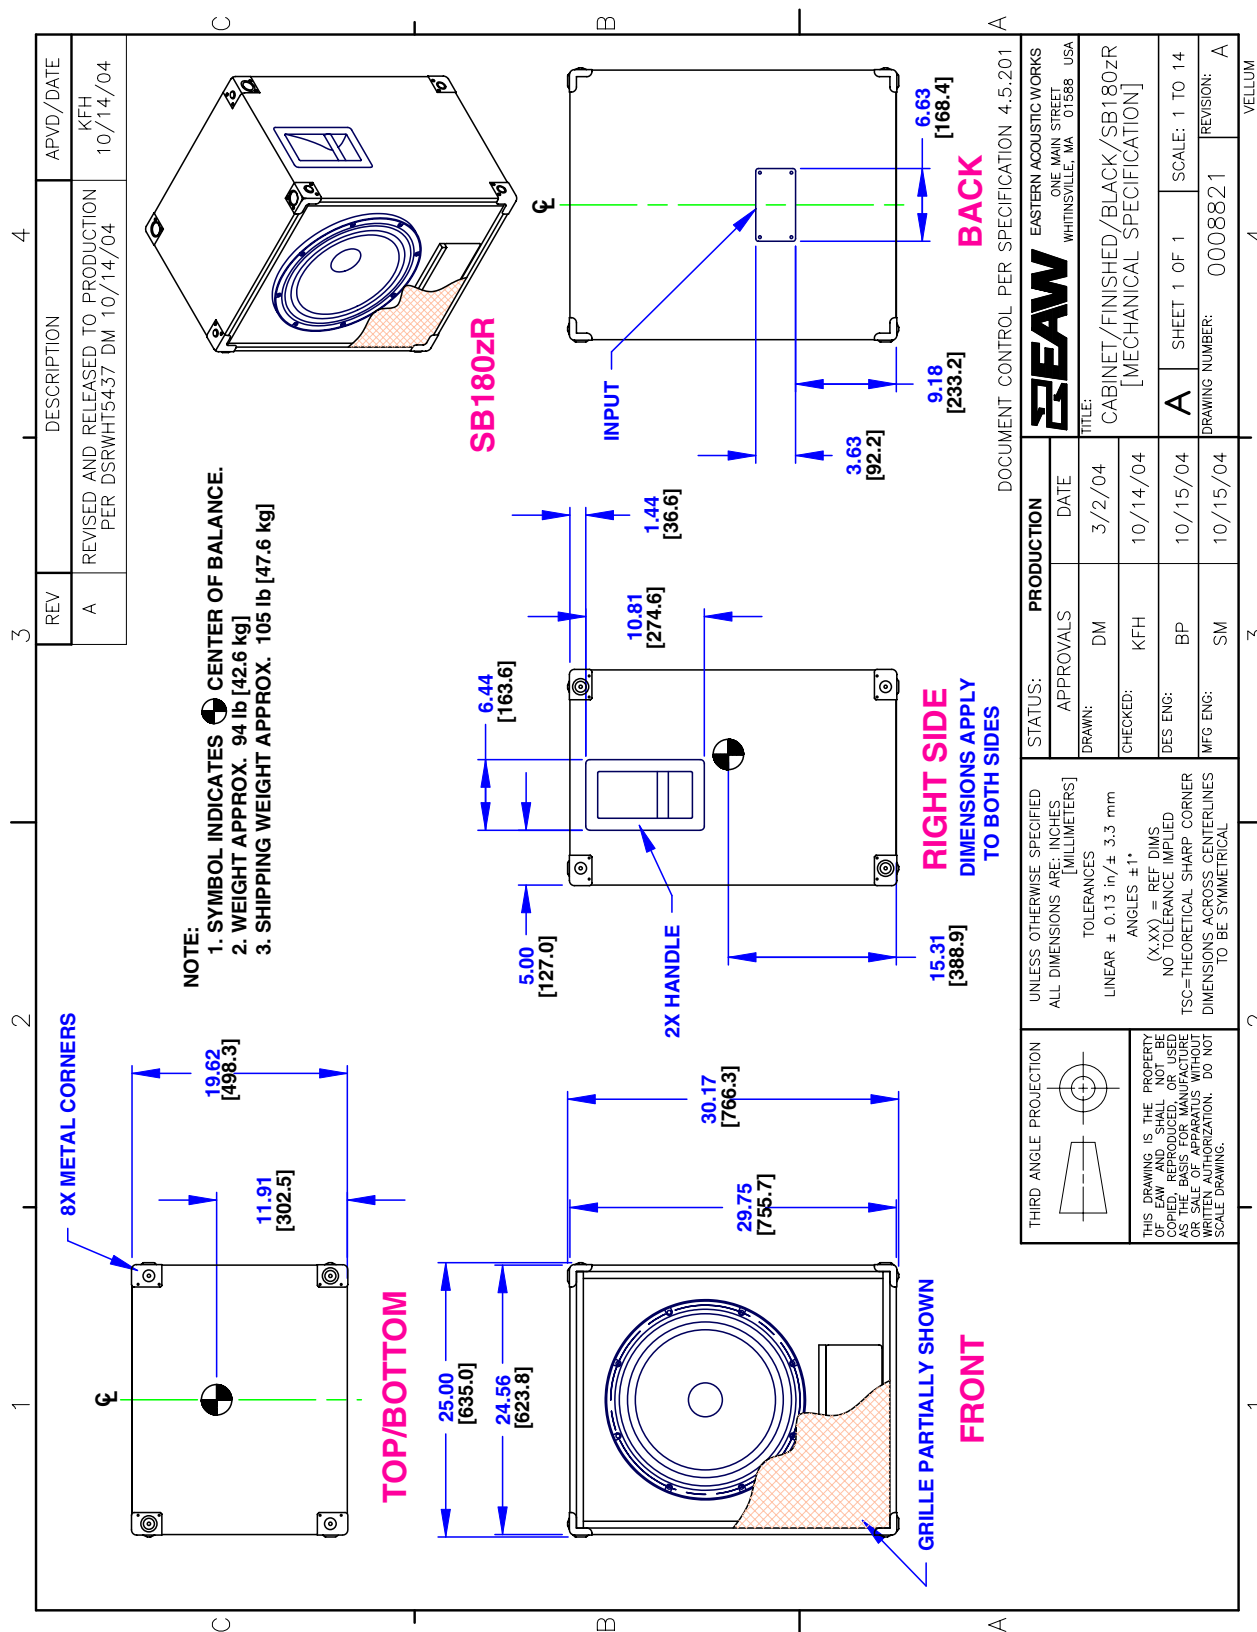 REV
DESCRIPTION
APVD/DATE
A
REVISED AND RELEASED TO PRODUCTION
PER DSRWHT5437 DM 10/14/04
KFH
10/14/04
1
2
3
4
C
B
A
C
B
A
1
2
3
4
NOTE:
1. SYMBOL INDICATES CENTER OF BALANCE.
2. WEIGHT APPROX. 94 lb [42.6 kg]
3. SHIPPING WEIGHT APPROX. 105 lb [47.6 kg]
8X METAL CORNERS
19.62
[498.3]
11.91
[302.5]
CL
TOP/BOTTOM
SB180zR
25.00
[635.0]
24.56
[623.8]
30.17
[766.3]
29.75
[755.7]
GRILLE PARTIALLY SHOWN
FRONT
5.00
[127.0]
6.44
[163.6]
10.81
[274.6]
1.44
[36.6]
2X HANDLE
15.31
[388.9]
RIGHT SIDE
DIMENSIONS APPLY
TO BOTH SIDES
CL
INPUT
3.63
[92.2]
9.18
[233.2]
6.63
[168.4]
BACK
DOCUMENT CONTROL PER SPECIFICATION 4.5.201
THIRD ANGLE PROJECTION
THIS DRAWING IS THE PROPERTY
OF EAW AND SHALL NOT BE
COPIED, REPRODUCED, OR USED
AS THE BASIS FOR MANUFACTURE
OR SALE OF APPARATUS WITHOUT
WRITTEN AUTHORIZATION. DO NOT
SCALE DRAWING.
UNLESS OTHERWISE SPECIFIED
ALL DIMENSIONS ARE: INCHES
[MILLIMETERS]
TOLERANCES
LINEAR ± 0.13 in/± 3.3 mm
ANGLES ±1°
(X.XX) = REF DIMS
NO TOLERANCE IMPLIED
TSC=THEORETICAL SHARP CORNER
DIMENSIONS ACROSS CENTERLINES
TO BE SYMMETRICAL
STATUS: PRODUCTION
APPROVALS DATE
DRAWN: DM 3/2/04
CHECKED: KFH 10/14/04
DES ENG: BP 10/15/04
MFG ENG: SM 10/15/04
EAW
EASTERN ACOUSTIC WORKS
ONE MAIN STREET
WHITINSVILLE, MA 01588 USA
TITLE:
CABINET/FINISHED/BLACK/SB180zR
[MECHANICAL SPECIFICATION]
A
SHEET 1 OF 1
SCALE: 1 TO 14
DRAWING NUMBER: 0008821
REVISION: A
VELLUM